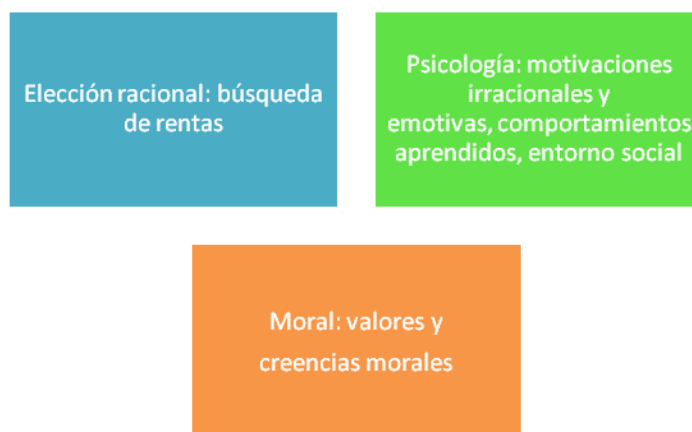 Elección racional: búsqueda
de rentas
Psicología: motivaciones
irracionales y
emotivas, comportamientos
aprendidos, entorno social
Moral: valores y
creencias morales